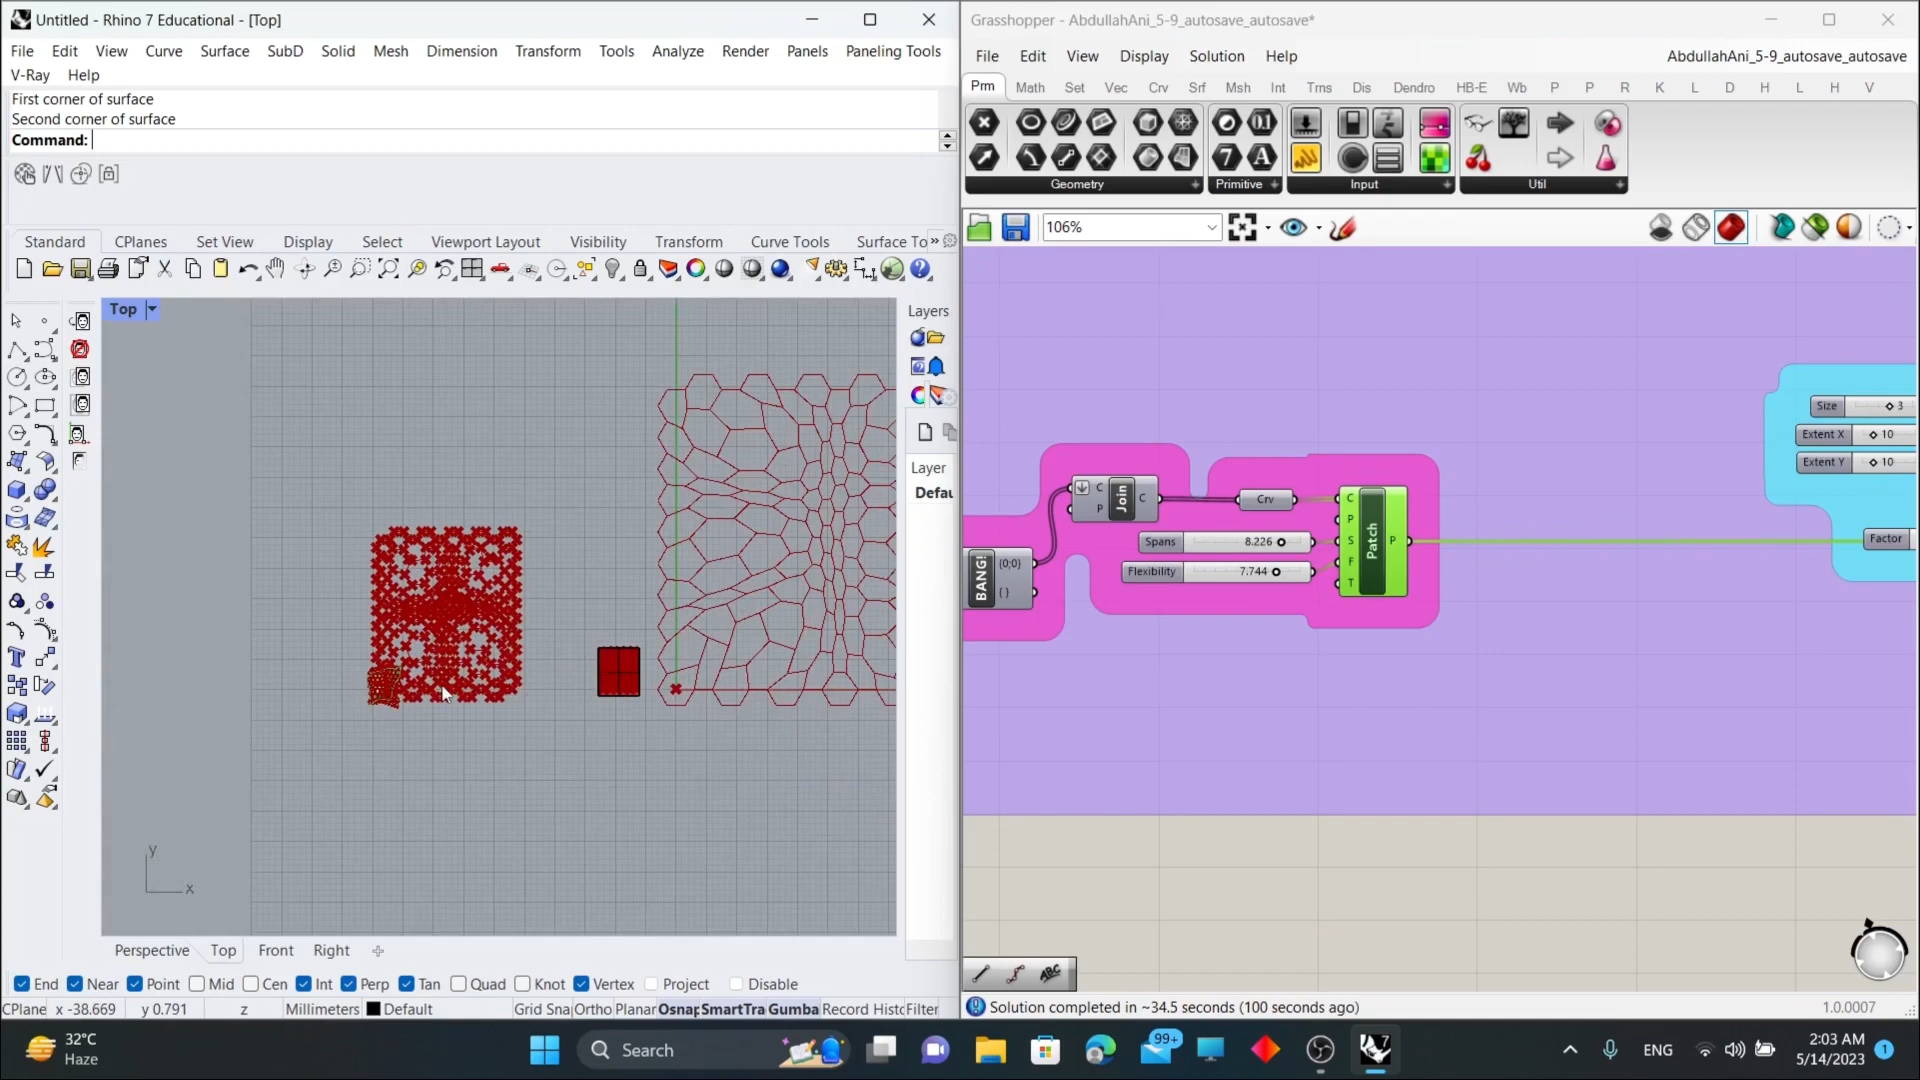 Untitled - Rhino 7 Educational - [Top]
File Edit View Curve Surface SubD Solid Mesh Dimension Transform Tools Analyze Render Panels Paneling Tools
V-Ray Help
First corner of surface
Second corner of surface
Command:
Standard CPlanes Set View Display Select Viewport Layout Visibility Transform Curve Tools Surface To »
Top
Layers
Layer
Defau
y
x
Perspective Top Front Right
End Near Point Mid Cen Int Perp Tan Quad Knot Vertex Project Disable
CPlane x -38.669 y 0.791 z Millimeters Default Grid Sna Ortho Planar Osnap SmartTra Gumba Record Histo Filter
Grasshopper - AbdullahAni_5-9_autosave_autosave*
File Edit View Display Solution Help AbdullahAni_5-9_autosave_autosave
Prm Math Set Vec Crv Srf Msh Int Trns Dis Dendro HB-E Wb P P R K L D H L H V
Geometry Primitive Input Util
106%
Size 3
Extent X 10
Extent Y 10
Factor
C P Join C
Crv
Spans 8.226
Flexibility 7.744
C P S F T Patch P
BANG! {0;0} { }
ABC
Solution completed in ~34.5 seconds (100 seconds ago) 1.0.0007
32°C
Haze
Search
99+
ENG
2:03 AM
5/14/2023
1